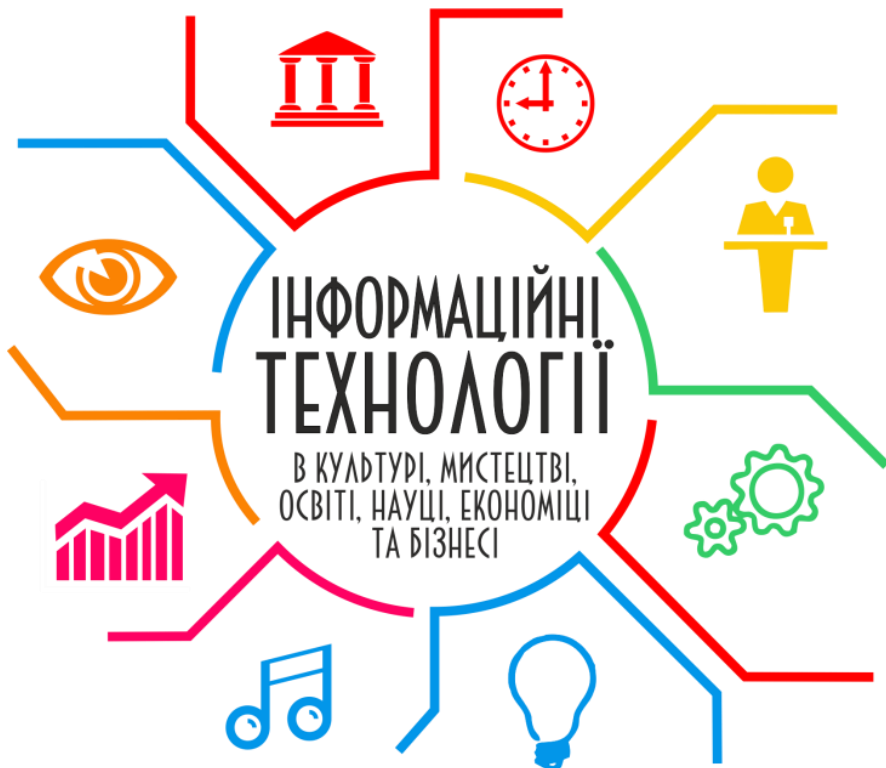 ІНФОРМАЦІЙНІ
ТЕХНОЛОГІЇ
В КУЛЬТУРІ, МИСТЕЦТВІ,
ОСВІТІ, НАУЦІ, ЕКОНОМІЦІ
ТА БІЗНЕСІ